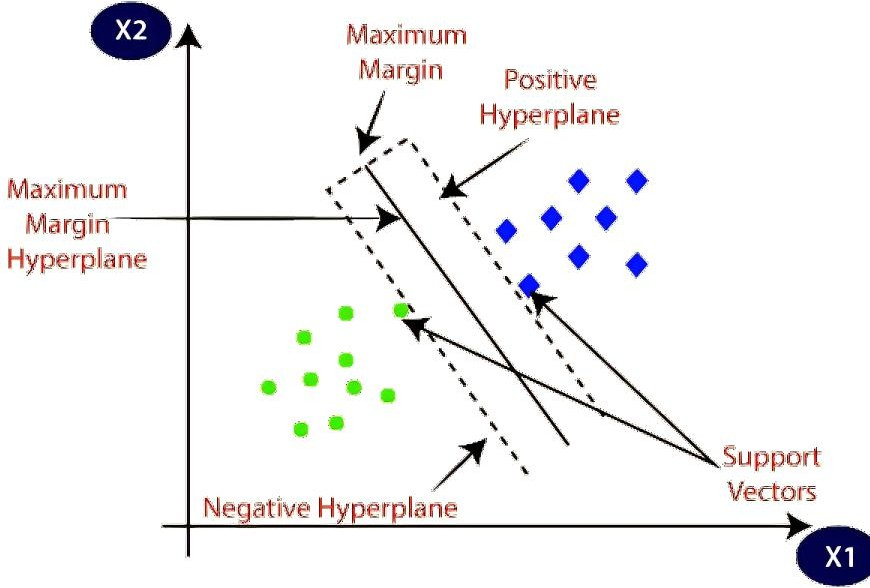 X2
Maximum
Margin
Positive
Hyperplane
Maximum
Margin
Hyperplane
Support
Vectors
Negative Hyperplane
X1